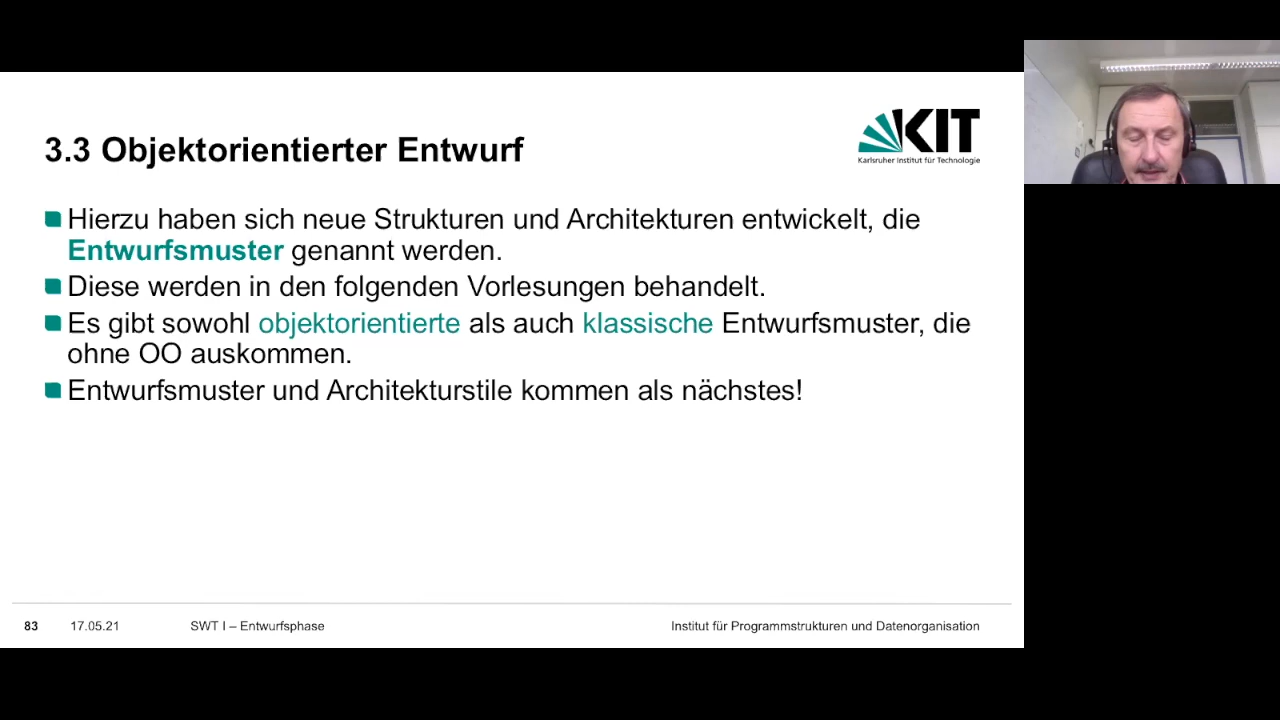 3.3 Objektorientierter Entwurf
KIT
Karlsruher Institut für Technologie
Hierzu haben sich neue Strukturen und Architekturen entwickelt, die
Entwurfsmuster genannt werden.
Diese werden in den folgenden Vorlesungen behandelt.
Es gibt sowohl objektorientierte als auch klassische Entwurfsmuster, die
ohne OO auskommen.
Entwurfsmuster und Architekturstile kommen als nächstes!
83 17.05.21 SWT I – Entwurfsphase Institut für Programmstrukturen und Datenorganisation